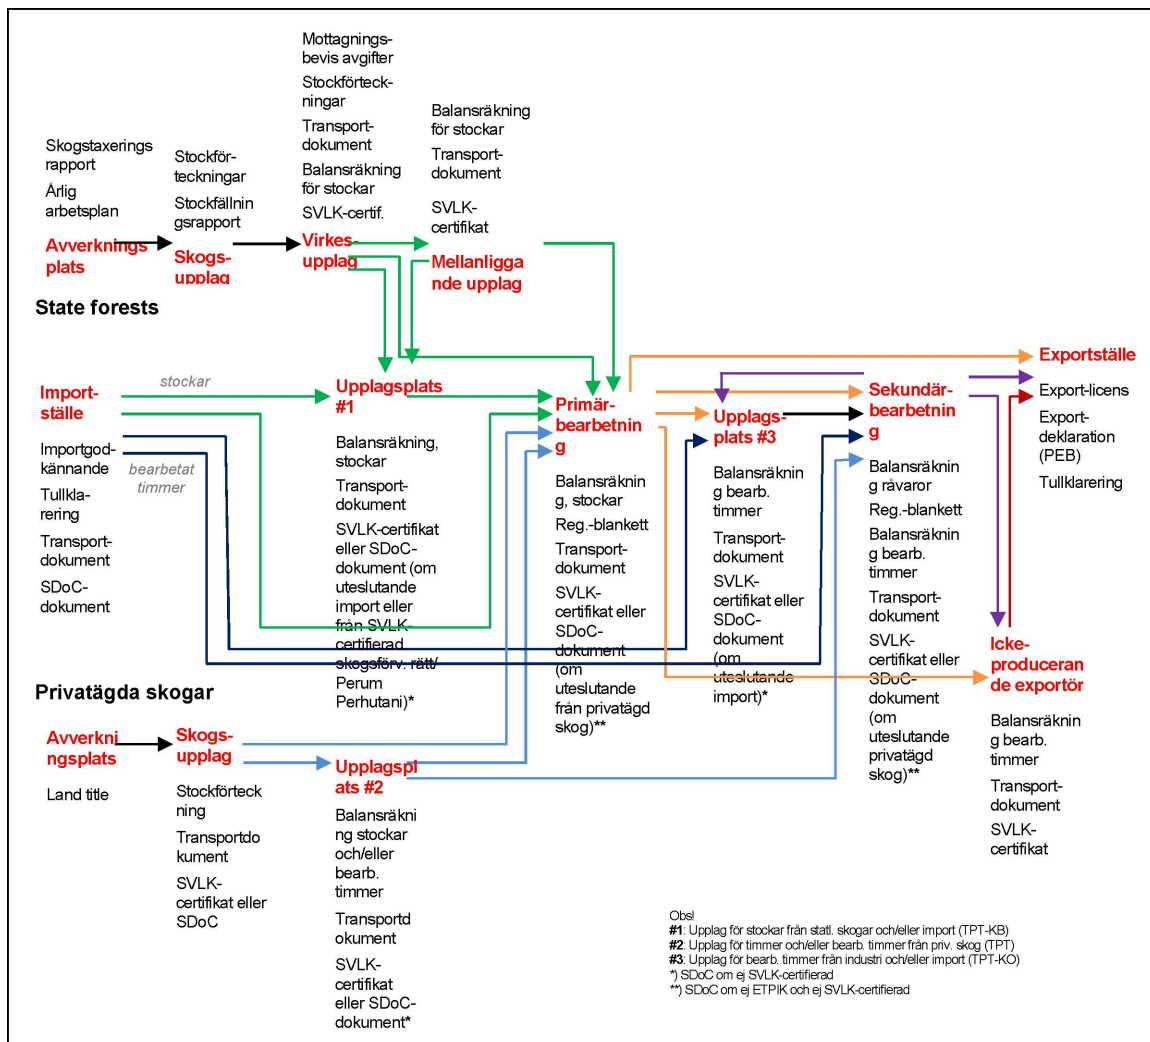 Skogstaxerings
rapport
Årlig
arbetsplan
Avverknings
plats
Stockför-
teckningar
Stockfällnin
gsrapport
Skogs-
upplag
Mottagnings-
bevis avgifter
Stockförteck-
ningar
Transport-
dokument
Balansräkning
för stockar
SVLK-certif.
Virkes-
upplag
Balansräkning
för stockar
Transport-
dokument
SVLK-
certifikat
Mellanligga
nde upplag
State forests
stockar
Import-
ställe
Importgod-
kännande
bearbetat
timmer
Tullkla-
rering
Transport-
dokument
SDoC-
dokument
Upplagsplats
#1
Balansräkning,
stockar
Transport-
dokument
SVLK-certifikat
eller SDoC-
dokument (om
uteslutande
import eller
från SVLK-
certifierad
skogsförv. rätt/
Perum
Perhutani)*
Primär-
bearbetnin
g
Balansräknin
g, stockar
Reg.-blankett
Transport-
dokument
SVLK-
certifikat eller
SDoC-
dokument
(om
uteslutande
från privatägd
skog)**
Upplags-
plats #3
Balansräknin
g bearb.
timmer
Transport-
dokument
SVLK-
certifikat eller
SDoC-
dokument
(om
uteslutande
import)*
Sekundär-
bearbetnin
g
Balansräknin
g råvaror
Reg.-blankett
Balansräknin
g bearb.
timmer
Transport-
dokument
SVLK-
certifikat eller
SDoC-
dokument
(om
uteslutande
privatägd
skog)**
Exportställe
Export-licens
Export-
deklaration
(PEB)
Tullklarering
Icke-
produceran
de exportör
Balansräknin
g bearb.
timmer
Transport-
dokument
SVLK-
certifikat
Privatägda skogar
Avverkni
ngsplats
Land title
Skogs-
upplag
Stockförteck
ning
Transportdo
kument
SVLK-
certifikat eller
SDoC
Upplagspl
ats #2
Balansräkni
ng stockar
och/eller
bearb.
timmer
Transportd
okument
SVLK-
certifikat
eller SDoC-
dokument*
Obs!
#1: Upplag för stockar från statl. skogar och/eller import (TPT-KB)
#2: Upplag för timmer och/eller bearb. timmer från priv. skog (TPT)
#3: Upplag för bearb. timmer från industri och/eller import (TPT-KO)
*) SDoC om ej SVLK-certifierad
**) SDoC om ej ETPIK och ej SVLK-certifierad